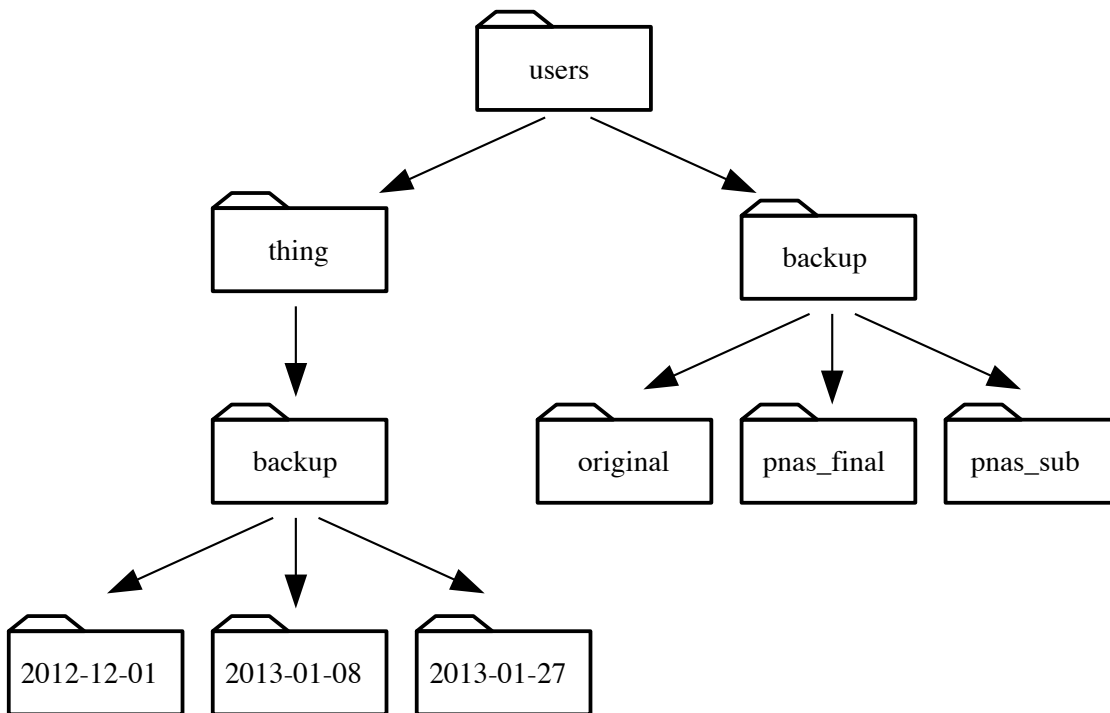 users
thing
backup
backup
original
pnas_final
pnas_sub
2012-12-01
2013-01-08
2013-01-27